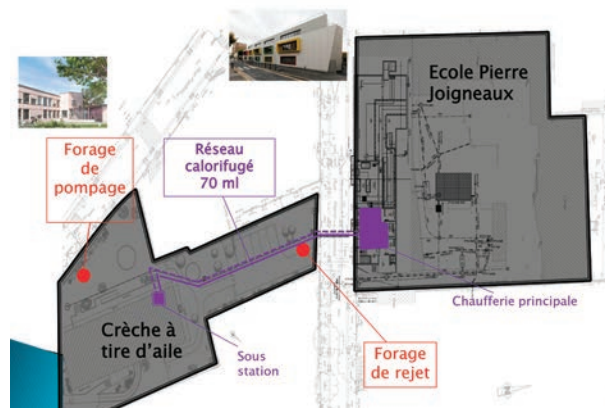 Ecole Pierre
Joigneaux
Forage
de
pompage
Réseau
calorifugé
70 ml
Chaufferie principale
Crèche à
tire d'aile
Sous
station
Forage
de rejet